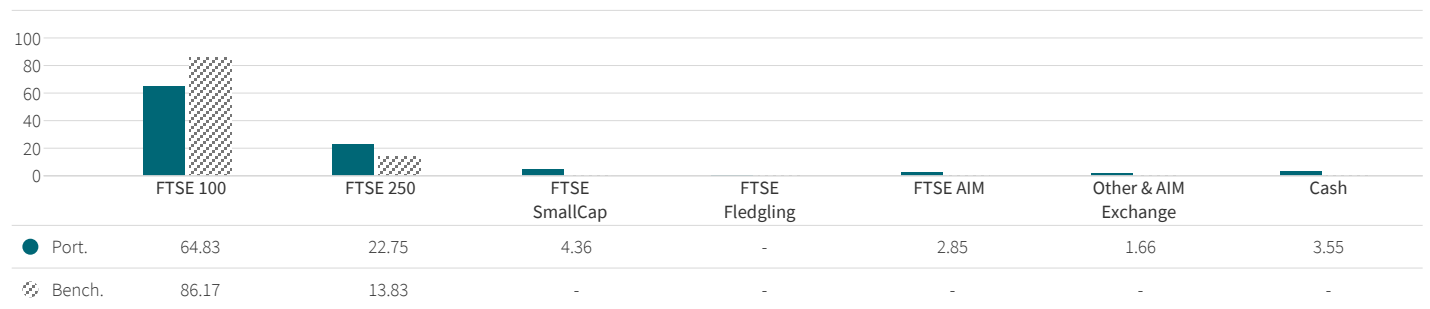 100
80
60
40
20
0
FTSE 100 FTSE 250 FTSE FTSE FTSE AIM Other & AIM Cash
SmallCap Fledgling Exchange
Port. 64.83 22.75 4.36 - 2.85 1.66 3.55
Bench. 86.17 13.83 - - - - -